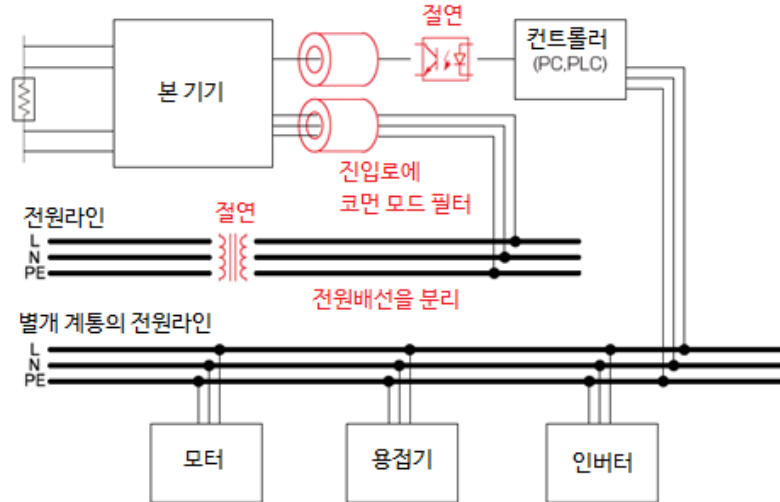 절연
컨트롤러
(PC,PLC)
본 기기
진입로에
코먼 모드 필터
전원라인
절연
L
N
PE
전원배선을 분리
별개 계통의 전원라인
L
N
PE
모터
용접기
인버터